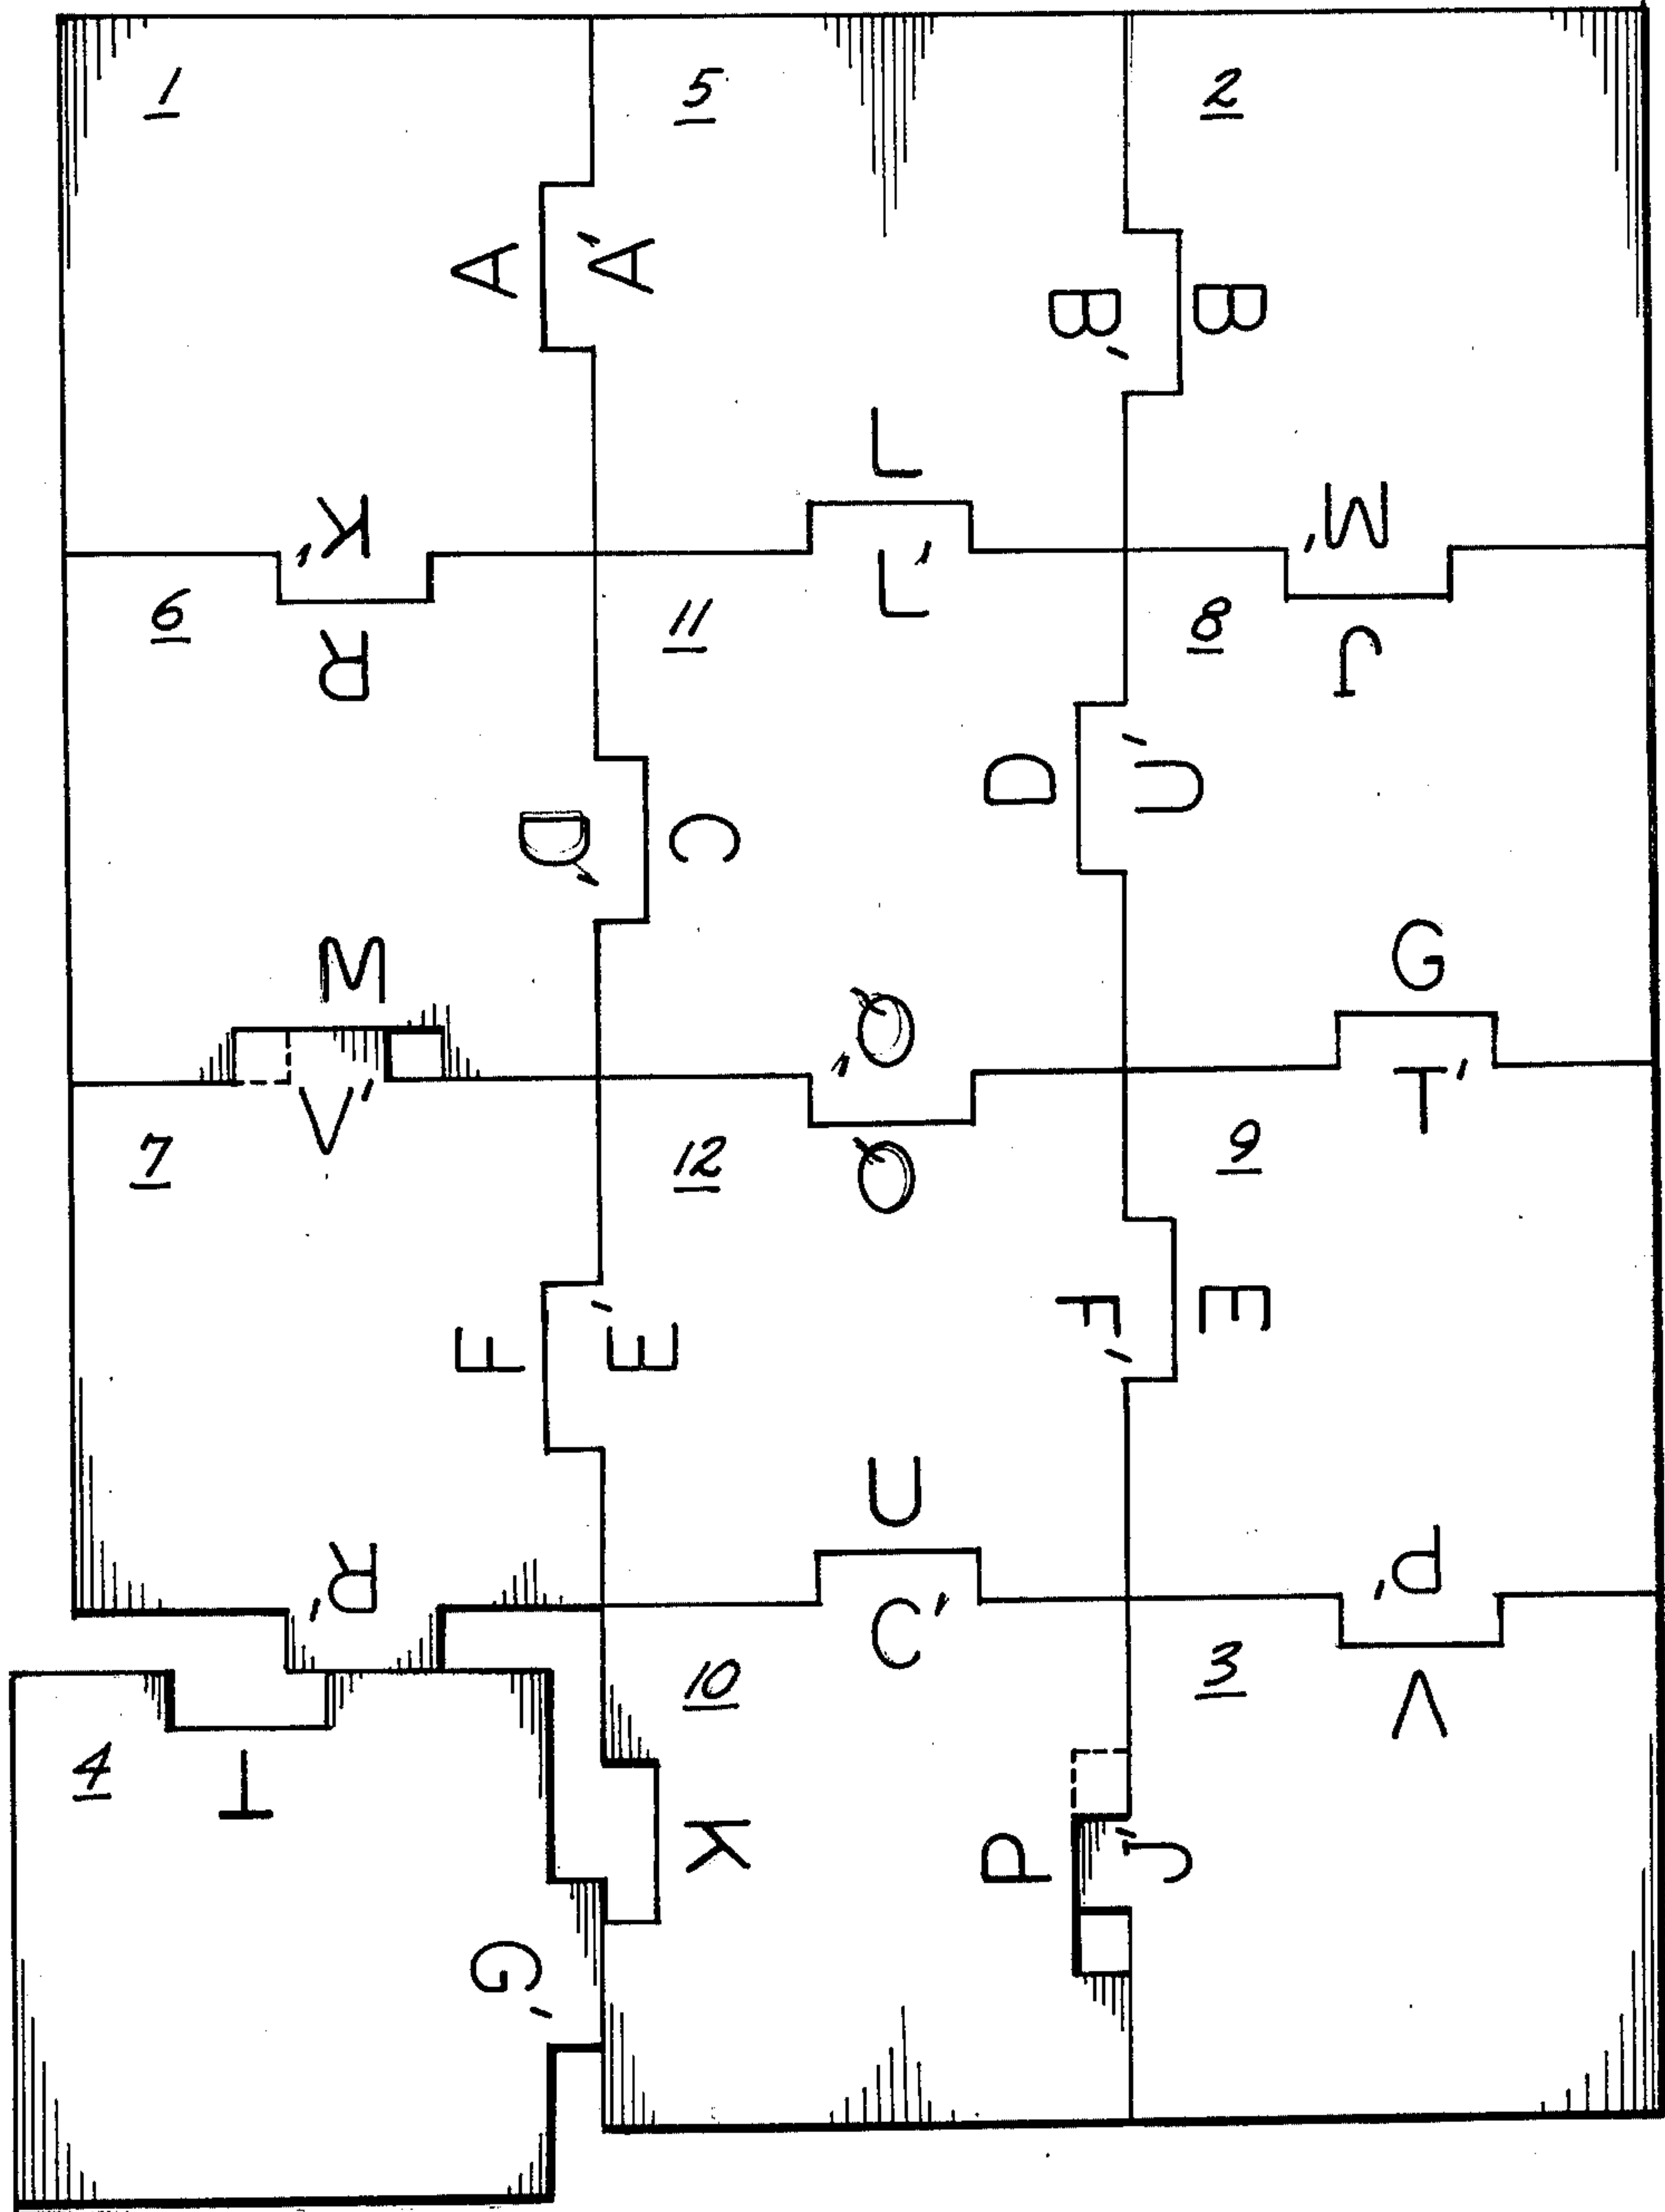 1 5 2
A A' B' B
L
K' M'
6 11 8
R L' J
D' C D U'
M Q' G
7 V' 12 Q 9 T'
F E' F' E
R' U P'
10 C' 3 V
4 T
K P J'
G'